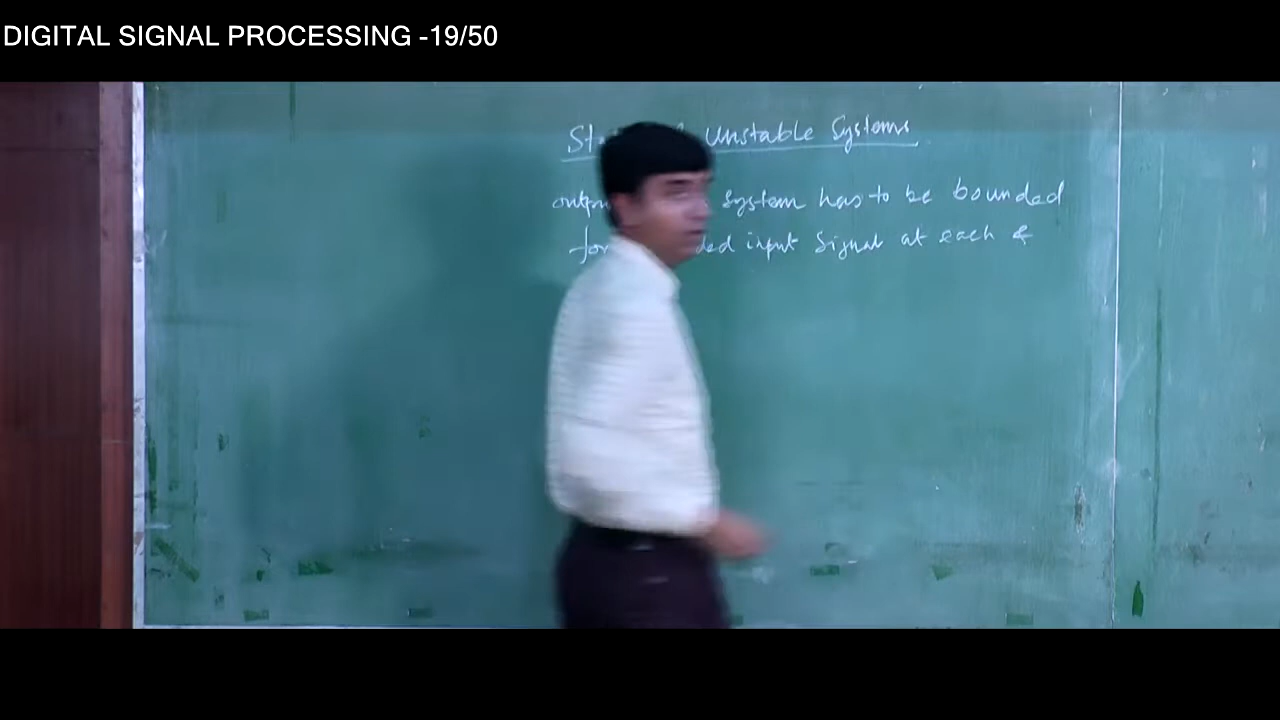 DIGITAL SIGNAL PROCESSING -19/50
Unstable Systems
system has to be bounded
input signal at each &